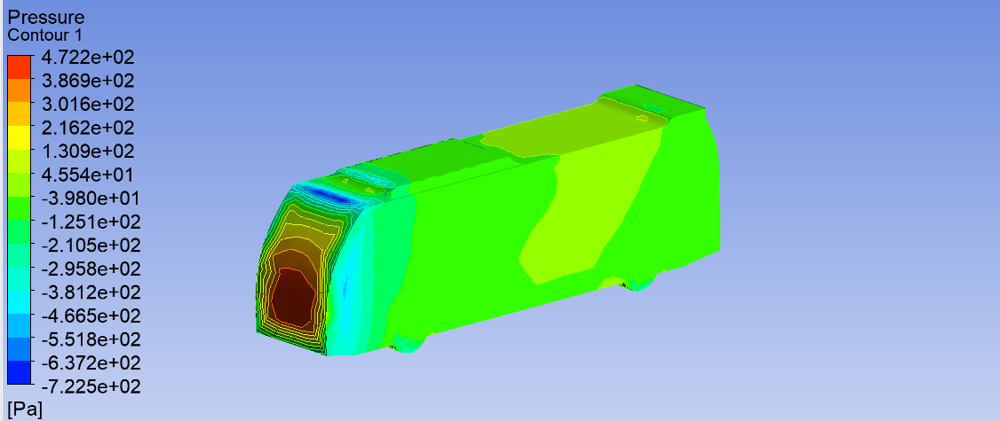 Pressure
Contour 1
4.722e+02
3.869e+02
3.016e+02
2.162e+02
1.309e+02
4.554e+01
-3.980e+01
-1.251e+02
-2.105e+02
-2.958e+02
-3.812e+02
-4.665e+02
-5.518e+02
-6.372e+02
-7.225e+02
[Pa]